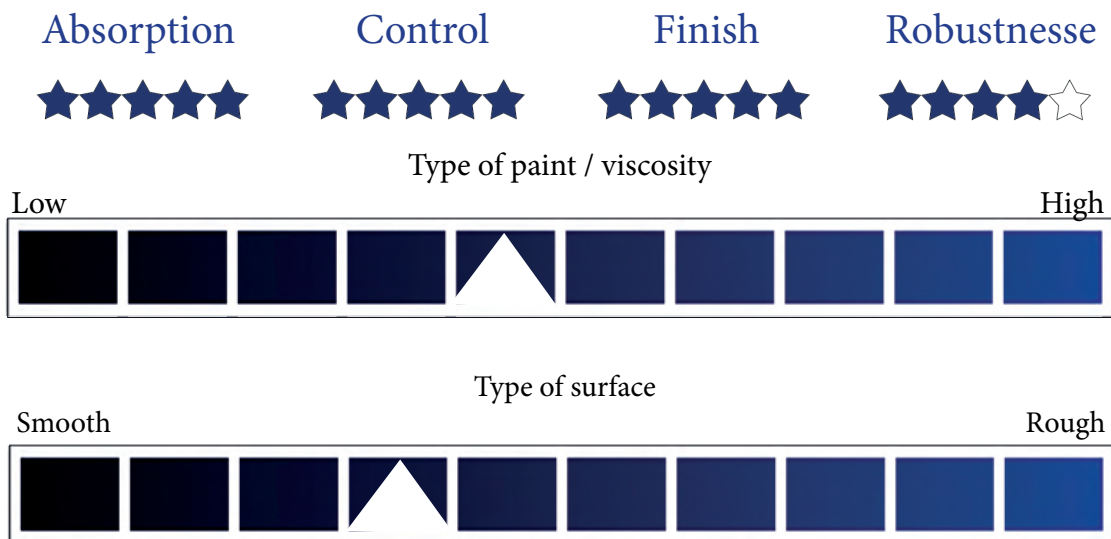 Absorption Control Finish Robustnesse
Type of paint / viscosity
Low High
Type of surface
Smooth Rough